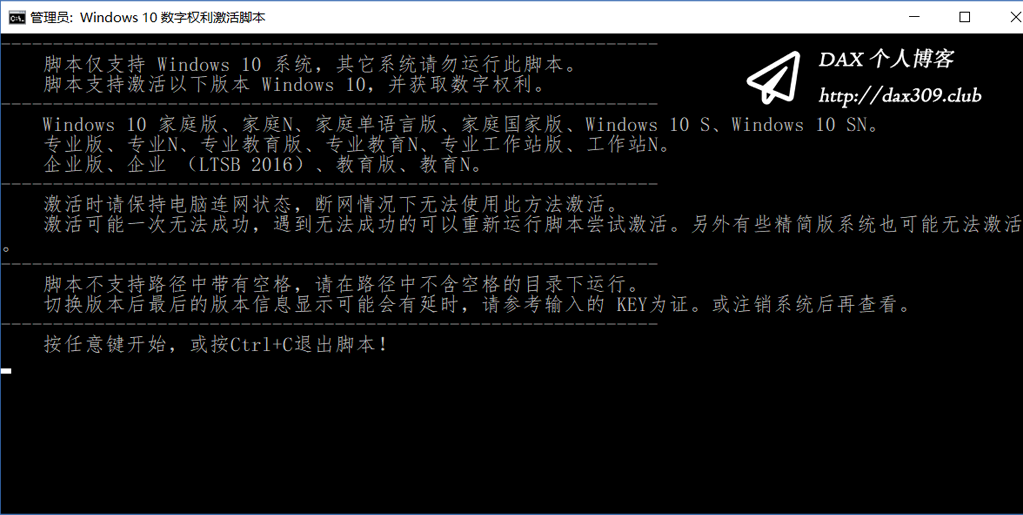 管理员: Windows 10 数字权利激活脚本
DAX 个人博客
http://dax309.club
脚本仅支持 Windows 10 系统，其它系统请勿运行此脚本。
脚本支持激活以下版本 Windows 10，并获取数字权利。
Windows 10 家庭版、家庭N、家庭单语言版、家庭国家版、Windows 10 S、Windows 10 SN。
专业版、专业N、专业教育版、专业教育N、专业工作站版、工作站N。
企业版、企业 （LTSB 2016）、教育版、教育N。
激活时请保持电脑连网状态，断网情况下无法使用此方法激活。
激活可能一次无法成功，遇到无法成功的可以重新运行脚本尝试激活。另外有些精简版系统也可能无法激活
。
脚本不支持路径中带有空格，请在路径中不含空格的目录下运行。
切换版本后最后的版本信息显示可能会有延时，请参考输入的 KEY为证。或注销系统后再查看。
按任意键开始，或按Ctrl+C退出脚本！